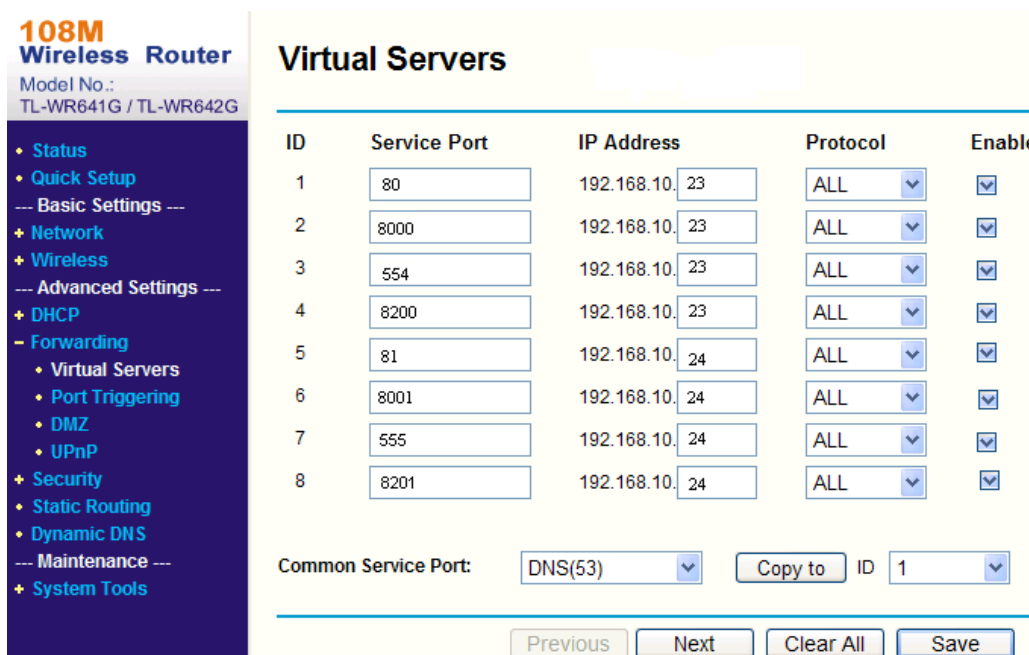 108M
Wireless Router
Model No.:
TL-WR641G / TL-WR642G
Status
Quick Setup
--- Basic Settings ---
+ Network
+ Wireless
--- Advanced Settings ---
+ DHCP
– Forwarding
Virtual Servers
Port Triggering
DMZ
UPnP
+ Security
Static Routing
Dynamic DNS
--- Maintenance ---
+ System Tools
Virtual Servers
ID Service Port IP Address Protocol Enable
1 80 192.168.10. 23 ALL
2 8000 192.168.10. 23 ALL
3 554 192.168.10. 23 ALL
4 8200 192.168.10. 23 ALL
5 81 192.168.10. 24 ALL
6 8001 192.168.10. 24 ALL
7 555 192.168.10. 24 ALL
8 8201 192.168.10. 24 ALL
Common Service Port: DNS(53) Copy to ID 1
Previous Next Clear All Save